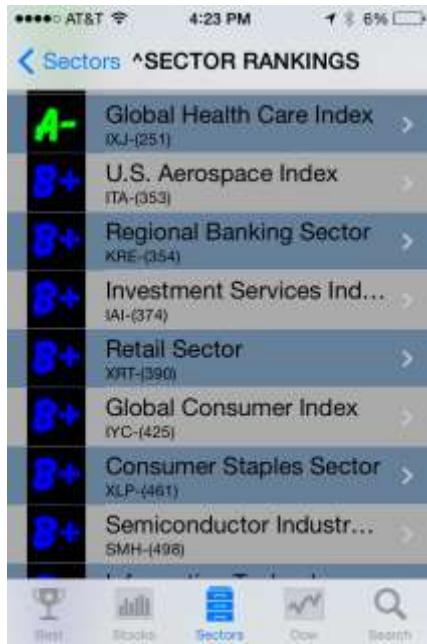 AT&T 4:23 PM 6%
Sectors ^SECTOR RANKINGS
A-
Global Health Care Index
IXJ-(251)
B+
U.S. Aerospace Index
ITA-(353)
B+
Regional Banking Sector
KRE-(354)
B+
Investment Services Ind...
IAI-(374)
B+
Retail Sector
XRT-(390)
B+
Global Consumer Index
IYC-(425)
B+
Consumer Staples Sector
XLP-(461)
B+
Semiconductor Industr...
SMH-(498)
Best Stocks Sectors Dow Search